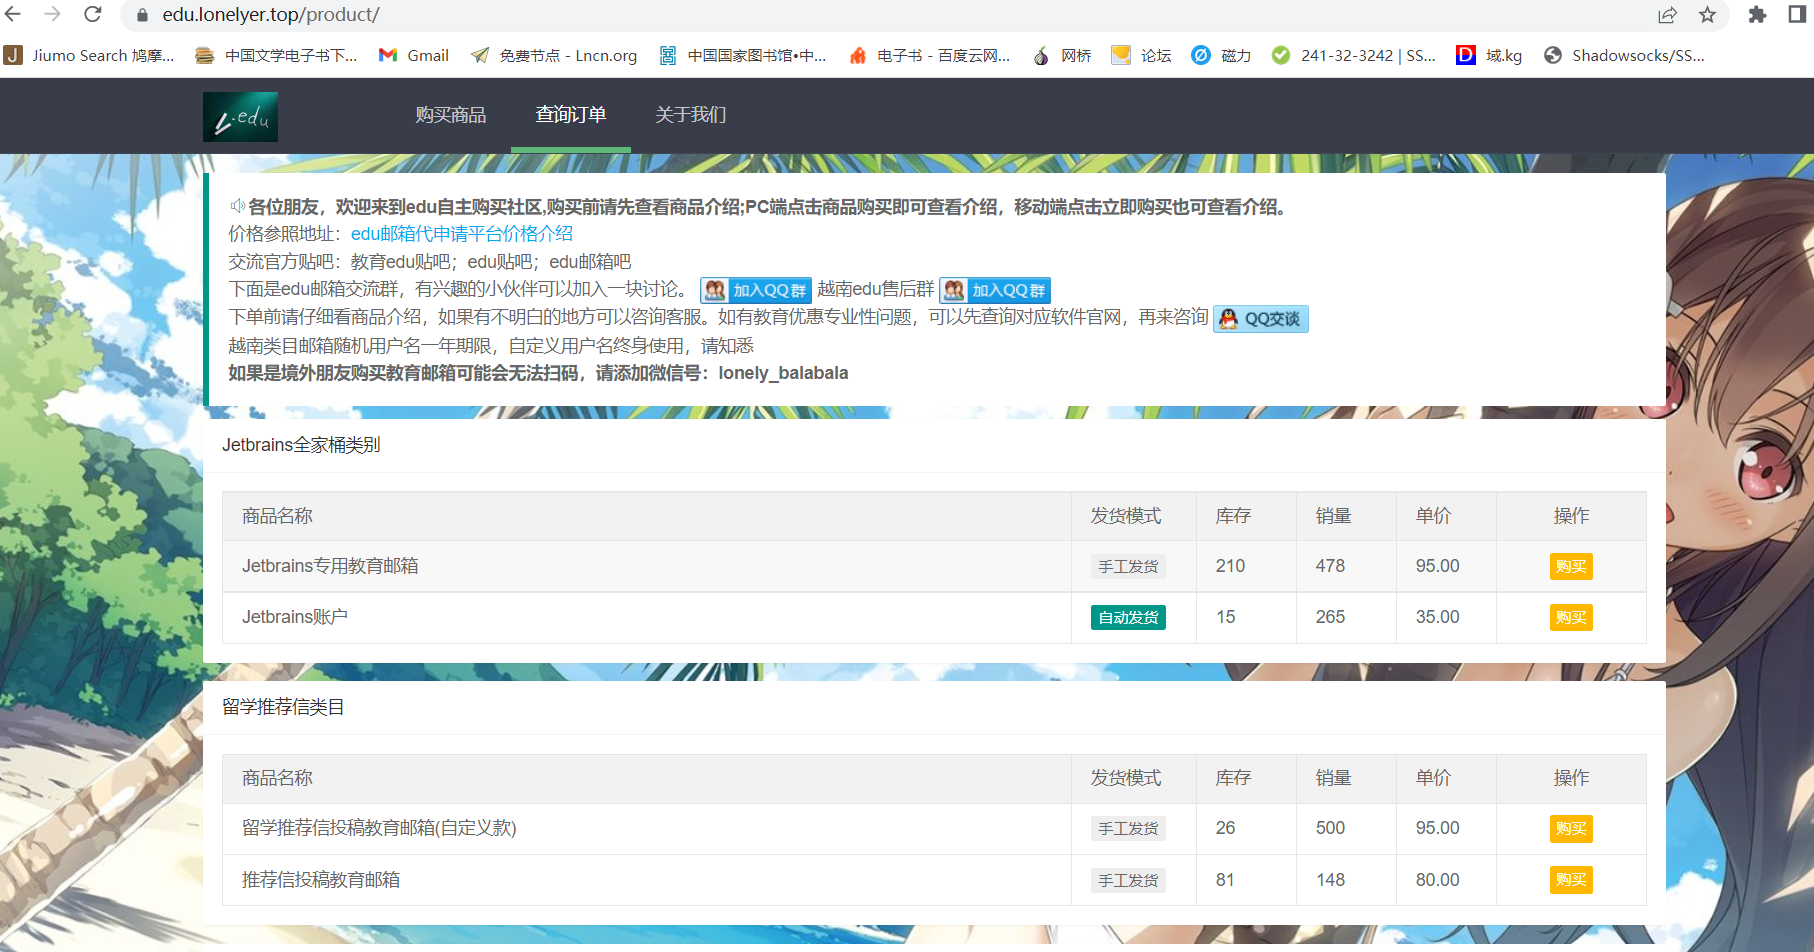 edu.lonelyer.top/product/
Jiumo Search 鸠摩... 中国文学电子书下... Gmail 免费节点 - Lncn.org 中国国家图书馆•中... 电子书 - 百度云网... 网桥 论坛 磁力 241-32-3242 | SS... 域.kg Shadowsocks/SS...
edu 购买商品 查询订单 关于我们
各位朋友，欢迎来到edu自主购买社区,购买前请先查看商品介绍;PC端点击商品购买即可查看介绍，移动端点击立即购买也可查看介绍。
价格参照地址：edu邮箱代申请平台价格介绍
交流官方贴吧：教育edu贴吧；edu贴吧；edu邮箱吧
下面是edu邮箱交流群，有兴趣的小伙伴可以加入一块讨论。 加入QQ群 越南edu售后群 加入QQ群
下单前请仔细看商品介绍，如果有不明白的地方可以咨询客服。如有教育优惠专业性问题，可以先查询对应软件官网，再来咨询 QQ交谈
越南类目邮箱随机用户名一年期限，自定义用户名终身使用，请知悉
如果是境外朋友购买教育邮箱可能会无法扫码，请添加微信号：lonely_balabala
Jetbrains全家桶类别
商品名称 发货模式 库存 销量 单价 操作
Jetbrains专用教育邮箱 手工发货 210 478 95.00 购买
Jetbrains账户 自动发货 15 265 35.00 购买
留学推荐信类目
商品名称 发货模式 库存 销量 单价 操作
留学推荐信投稿教育邮箱(自定义款) 手工发货 26 500 95.00 购买
推荐信投稿教育邮箱 手工发货 81 148 80.00 购买